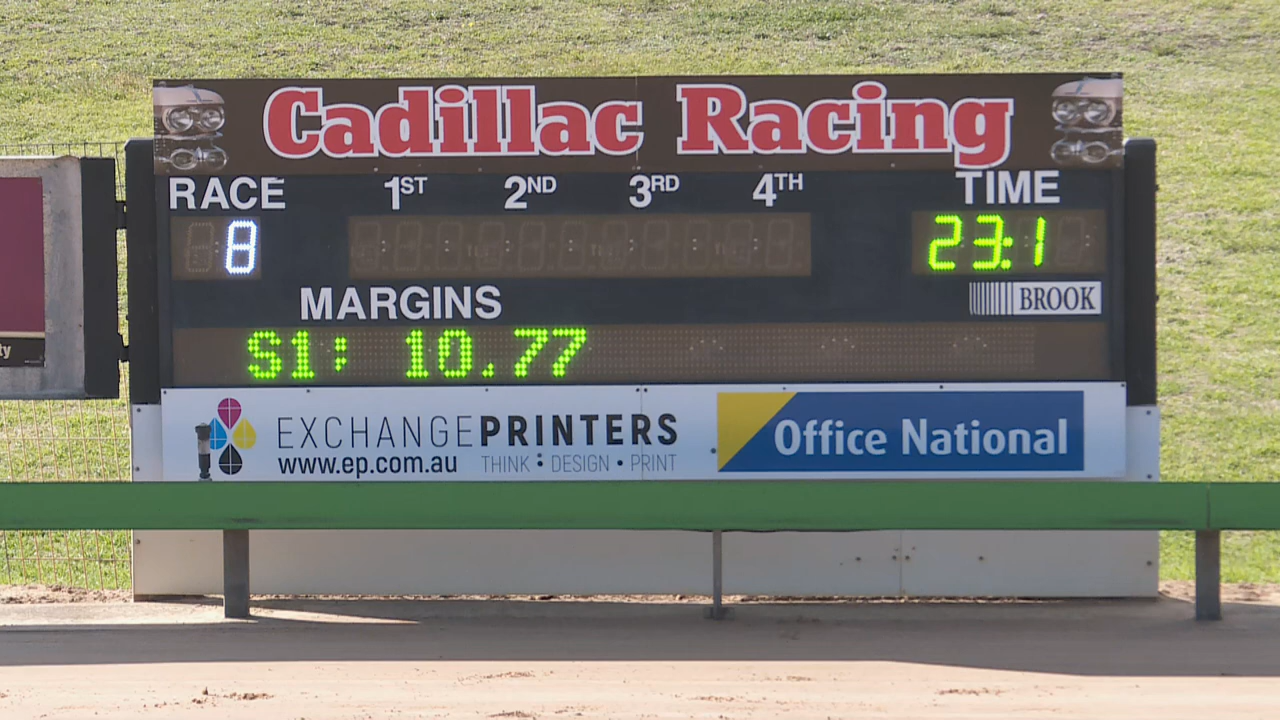 Cadillac Racing
RACE 1ST 2ND 3RD 4TH TIME
8 23:1
MARGINS BROOK
S1: 10.77
EXCHANGEPRINTERS
www.ep.com.au THINK • DESIGN • PRINT
Office National
ty